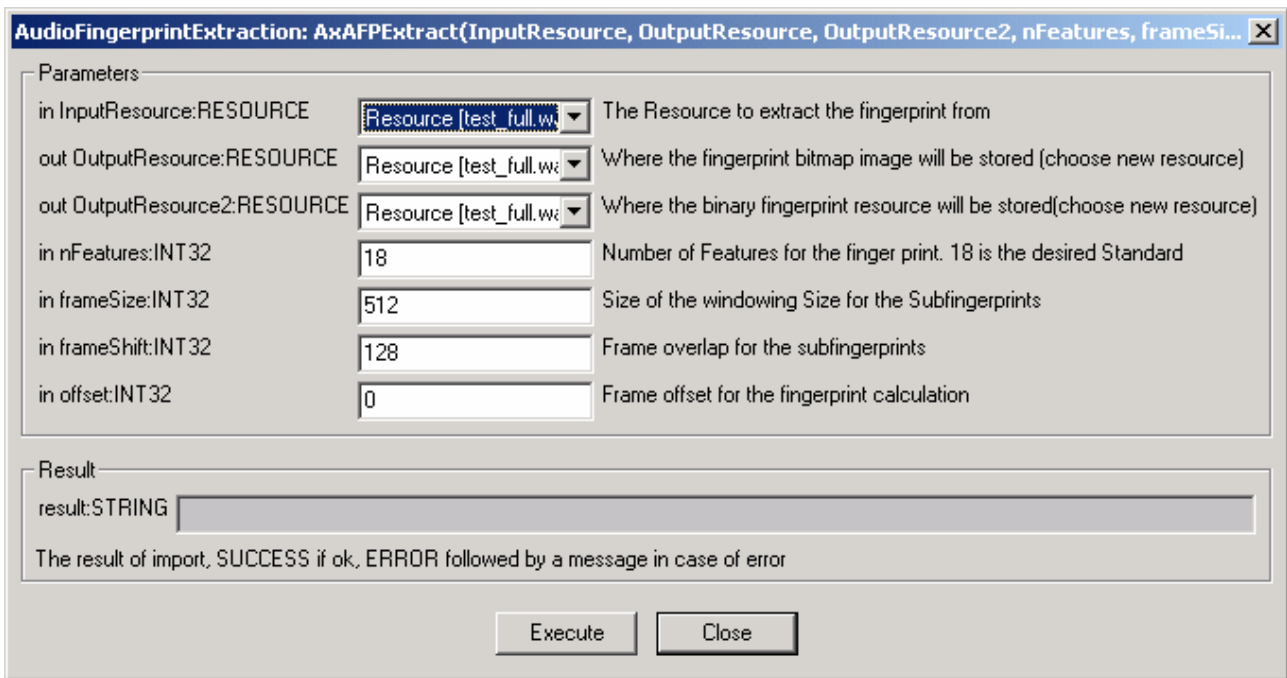 AudioFingerprintExtraction: AxAFPExtract(InputResource, OutputResource, OutputResource2, nFeatures, frameSi...
Parameters
in InputResource:RESOURCE Resource [test_full.w The Resource to extract the fingerprint from
out OutputResource:RESOURCE Resource [test_full.wa Where the fingerprint bitmap image will be stored (choose new resource)
out OutputResource2:RESOURCE Resource [test_full.wa Where the binary fingerprint resource will be stored(choose new resource)
in nFeatures:INT32 18 Number of Features for the finger print. 18 is the desired Standard
in frameSize:INT32 512 Size of the windowing Size for the Subfingerprints
in frameShift:INT32 128 Frame overlap for the subfingerprints
in offset:INT32 0 Frame offset for the fingerprint calculation
Result
result:STRING
The result of import, SUCCESS if ok, ERROR followed by a message in case of error
Execute Close